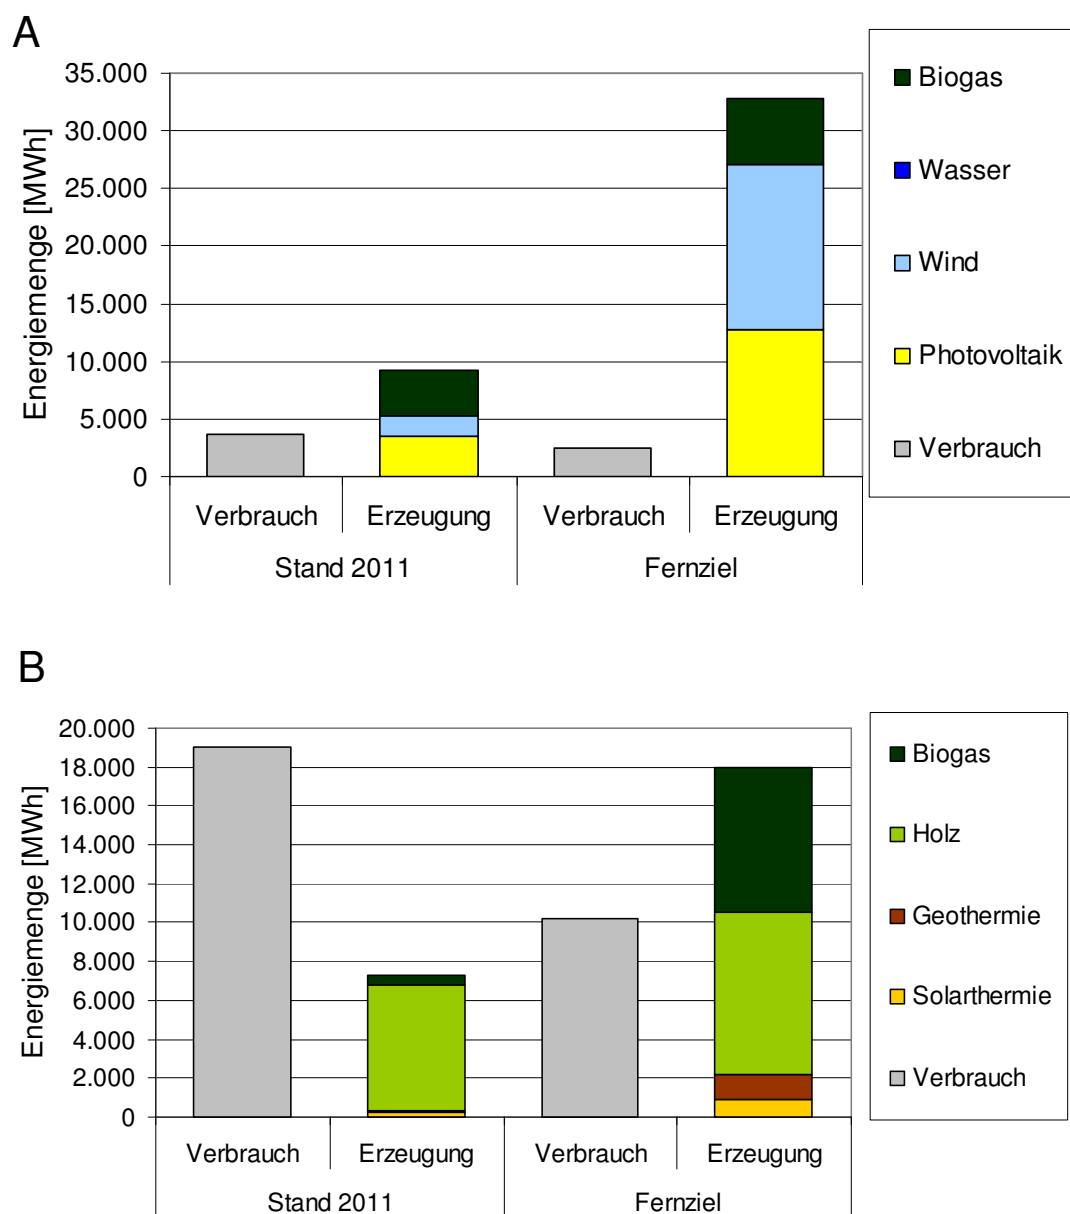 A
Energiemenge [MWh]
35.000
30.000
25.000
20.000
15.000
10.000
5.000
0
Verbrauch Erzeugung Verbrauch Erzeugung
Stand 2011 Fernziel
Biogas
Wasser
Wind
Photovoltaik
Verbrauch
B
Energiemenge [MWh]
20.000
18.000
16.000
14.000
12.000
10.000
8.000
6.000
4.000
2.000
0
Verbrauch Erzeugung Verbrauch Erzeugung
Stand 2011 Fernziel
Biogas
Holz
Geothermie
Solarthermie
Verbrauch